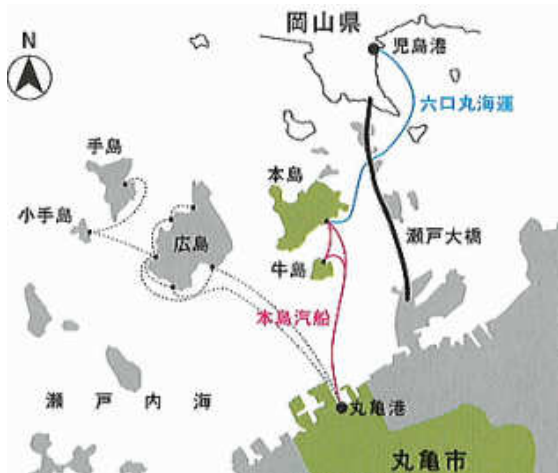 岡山県
N
児島港
六口丸海運
手島
本島
小手島
広島
瀬戸大橋
牛島
本島汽船
瀬戸内海
丸亀港
丸亀市